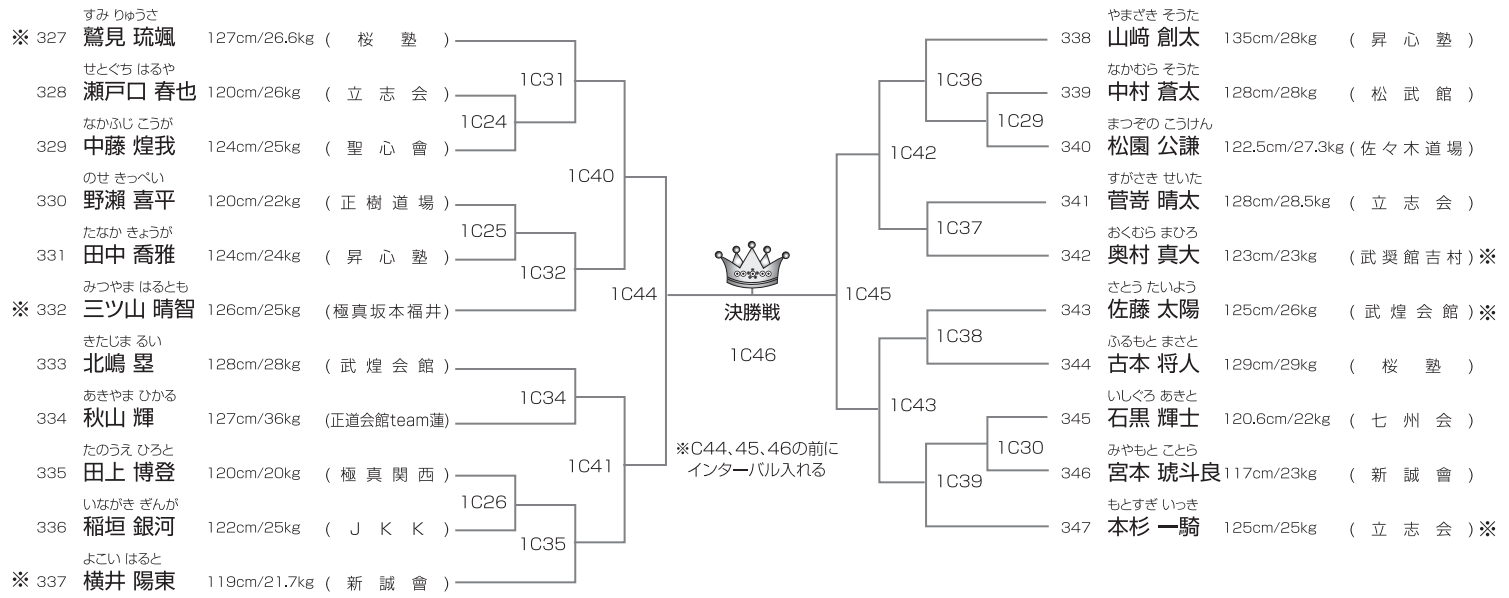 すみ りゅうさ
※ 327 鷲見 琉颯 127cm/26.6kg ( 桜 塾 )
せとぐち はるや
328 瀬戸口 春也 120cm/26kg ( 立 志 会 )
なかふじ こうが
329 中藤 煌我 124cm/25kg ( 聖 心 會 )
のせ きっぺい
330 野瀬 喜平 120cm/22kg ( 正 樹 道 場 )
たなか きょうが
331 田中 喬雅 124cm/24kg ( 昇 心 塾 )
みつやま はるとも
※ 332 三ツ山 晴智 126cm/25kg (極真坂本福井)
きたじま るい
333 北嶋 塁 128cm/28kg ( 武 煌 会 館 )
あきやま ひかる
334 秋山 輝 127cm/36kg (正道会館team蓮)
たのうえ ひろと
335 田上 博登 120cm/20kg ( 極 真 関 西 )
いながき ぎんが
336 稲垣 銀河 122cm/25kg ( J K K )
よこい はると
※ 337 横井 陽東 119cm/21.7kg ( 新 誠 會 )
1C31
1C24
1C40
1C25
1C32
1C44
1C34
1C41
1C26
1C35
決勝戦
1C46
※C44、45、46の前に
インターバル入れる
1C36
1C29
1C42
1C37
1C45
1C38
1C43
1C30
1C39
やまざき そうた
338 山﨑 創太 135cm/28kg ( 昇 心 塾 )
なかむら そうた
339 中村 蒼太 128cm/28kg ( 松 武 館 )
まつぞの こうけん
340 松園 公謙 122.5cm/27.3kg (佐々木道場)
すがさき せいた
341 菅嵜 晴太 128cm/28.5kg ( 立 志 会 )
おくむら まひろ
342 奥村 真大 123cm/23kg (武奨館吉村)※
さとう たいよう
343 佐藤 太陽 125cm/26kg ( 武 煌 会 館 )※
ふるもと まさと
344 古本 将人 129cm/29kg ( 桜 塾 )
いしぐろ あきと
345 石黒 輝士 120.6cm/22kg ( 七 州 会 )
みやもと ことら
346 宮本 琥斗良 117cm/23kg ( 新 誠 會 )
もとすぎ いっき
347 本杉 一騎 125cm/25kg ( 立 志 会 )※